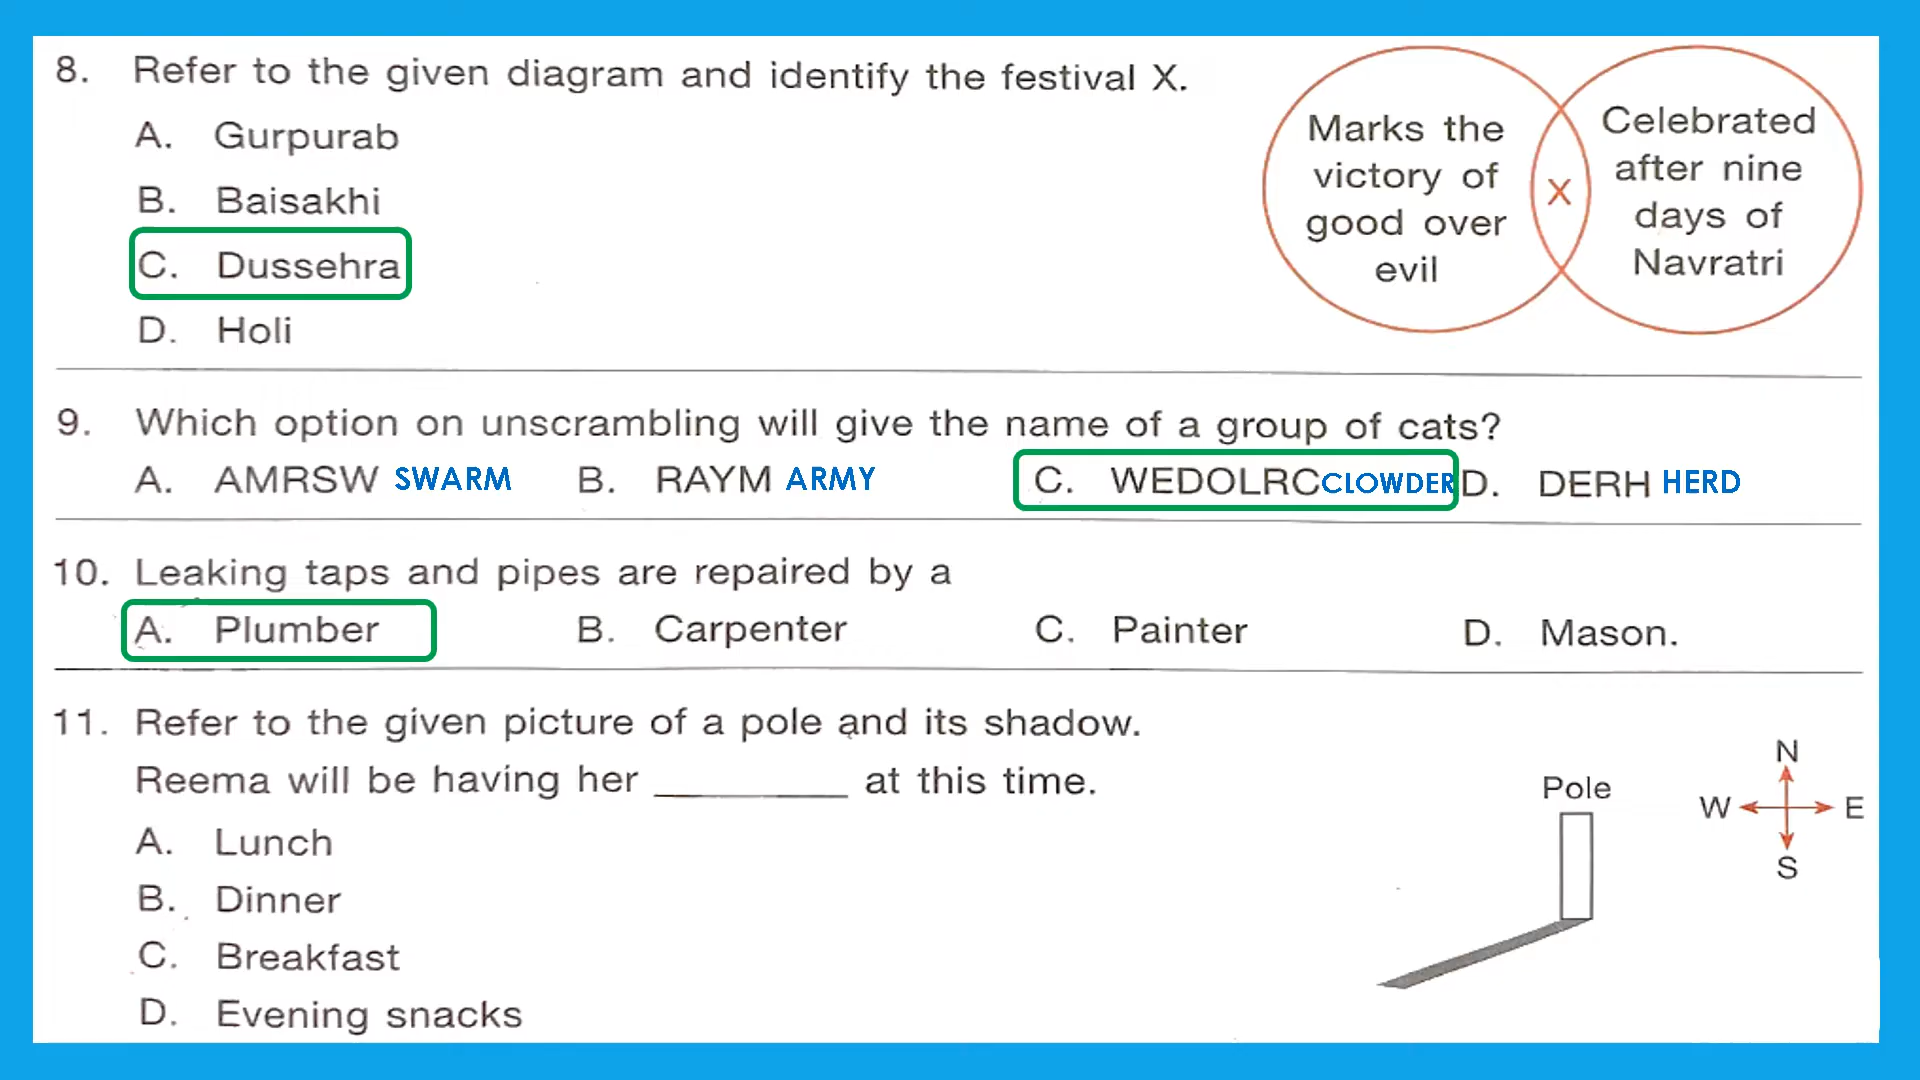 8. Refer to the given diagram and identify the festival X.
A. Gurpurab
B. Baisakhi
C. Dussehra
D. Holi
Marks the
victory of
good over
evil
X
Celebrated
after nine
days of
Navratri
9. Which option on unscrambling will give the name of a group of cats?
A. AMRSW SWARM B. RAYM ARMY C. WEDOLRC CLOWDER D. DERH HERD
10. Leaking taps and pipes are repaired by a
A. Plumber B. Carpenter C. Painter D. Mason.
11. Refer to the given picture of a pole and its shadow.
Reema will be having her ________ at this time.
A. Lunch
B. Dinner
C. Breakfast
D. Evening snacks
Pole
N
W E
S